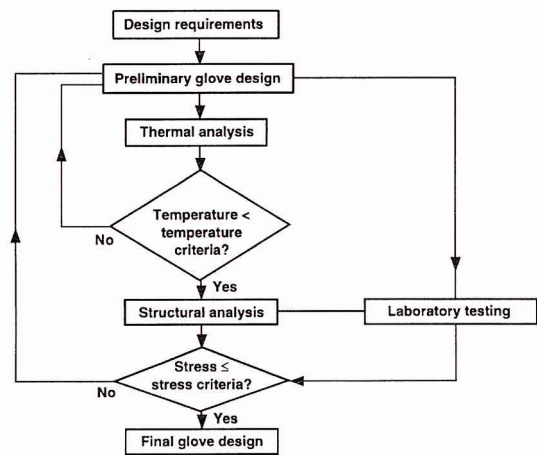 Design requirements
Preliminary glove design
Thermal analysis
Temperature <
temperature
criteria?
No
Yes
Structural analysis
Laboratory testing
Stress ≤
stress criteria?
No
Yes
Final glove design